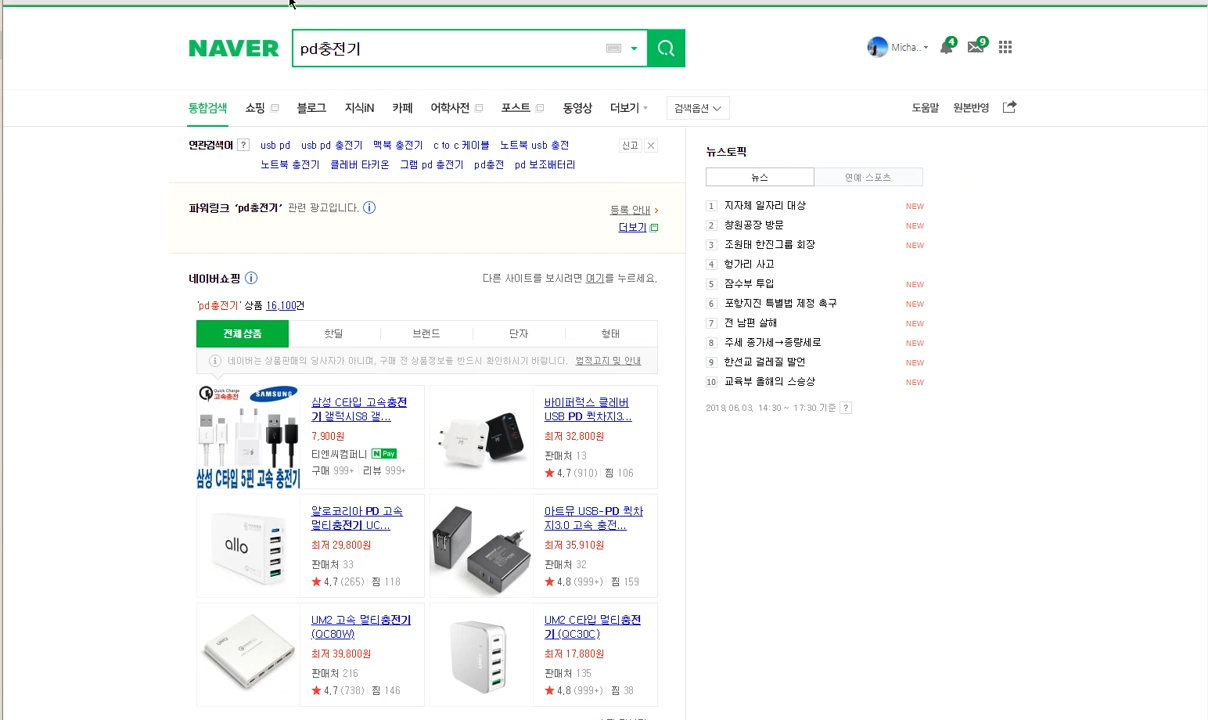 NAVER
pd충전기
Micha..
4
9
통합검색 쇼핑 블로그 지식iN 카페 어학사전 포스트 동영상 더보기 검색옵션
도움말 원본반영
연관검색어 ? usb pd usb pd 충전기 맥북 충전기 c to c 케이블 노트북 usb 충전
신고
노트북 충전기 클레버 타키온 그램 pd 충전기 pd충전 pd 보조배터리
파워링크 'pd충전기' 관련 광고입니다.
등록 안내
더보기
네이버쇼핑
다른 사이트를 보시려면 여기를 누르세요.
'pd충전기' 상품 16,100건
전체상품 핫딜 브랜드 단자 형태
네이버는 상품판매의 당사자가 아니며, 구매 전 상품정보를 반드시 확인하시기 바랍니다. 법적고지 및 안내
Quick Charge
고속충전
SAMSUNG
삼성 C타입 5핀 고속 충전기
삼성 C타입 고속충전
기 갤럭시S8 갤...
7,900원
티엔씨컴퍼니 N Pay
구매 999+ 리뷰 999+
바이퍼럭스 클레버
USB PD 퀵차지3...
최저 32,800원
판매처 13
4.7 (910) 찜 106
allo
알로코리아 PD 고속
멀티충전기 UC...
최저 29,800원
판매처 33
4.7 (265) 찜 118
아트뮤 USB-PD 퀵차
지3.0 고속 충전...
최저 35,910원
판매처 32
4.8 (999+) 찜 159
UM2 고속 멀티충전기
(QC80W)
최저 39,800원
판매처 216
4.7 (738) 찜 146
UM2 C타입 멀티충전
기 (QC30C)
최저 17,880원
판매처 135
4.8 (999+) 찜 38
뉴스토픽
뉴스 연예·스포츠
1 지자체 일자리 대상 NEW
2 창원공장 방문 NEW
3 조원태 한진그룹 회장 NEW
4 헝가리 사고
5 잠수부 투입 NEW
6 포항지진 특별법 제정 촉구 NEW
7 전 남편 살해 NEW
8 주세 종가세→종량세로 NEW
9 한선교 걸레질 발언 NEW
10 교육부 올해의 스승상 NEW
2019.06.03. 14:30 ~ 17:30 기준 ?